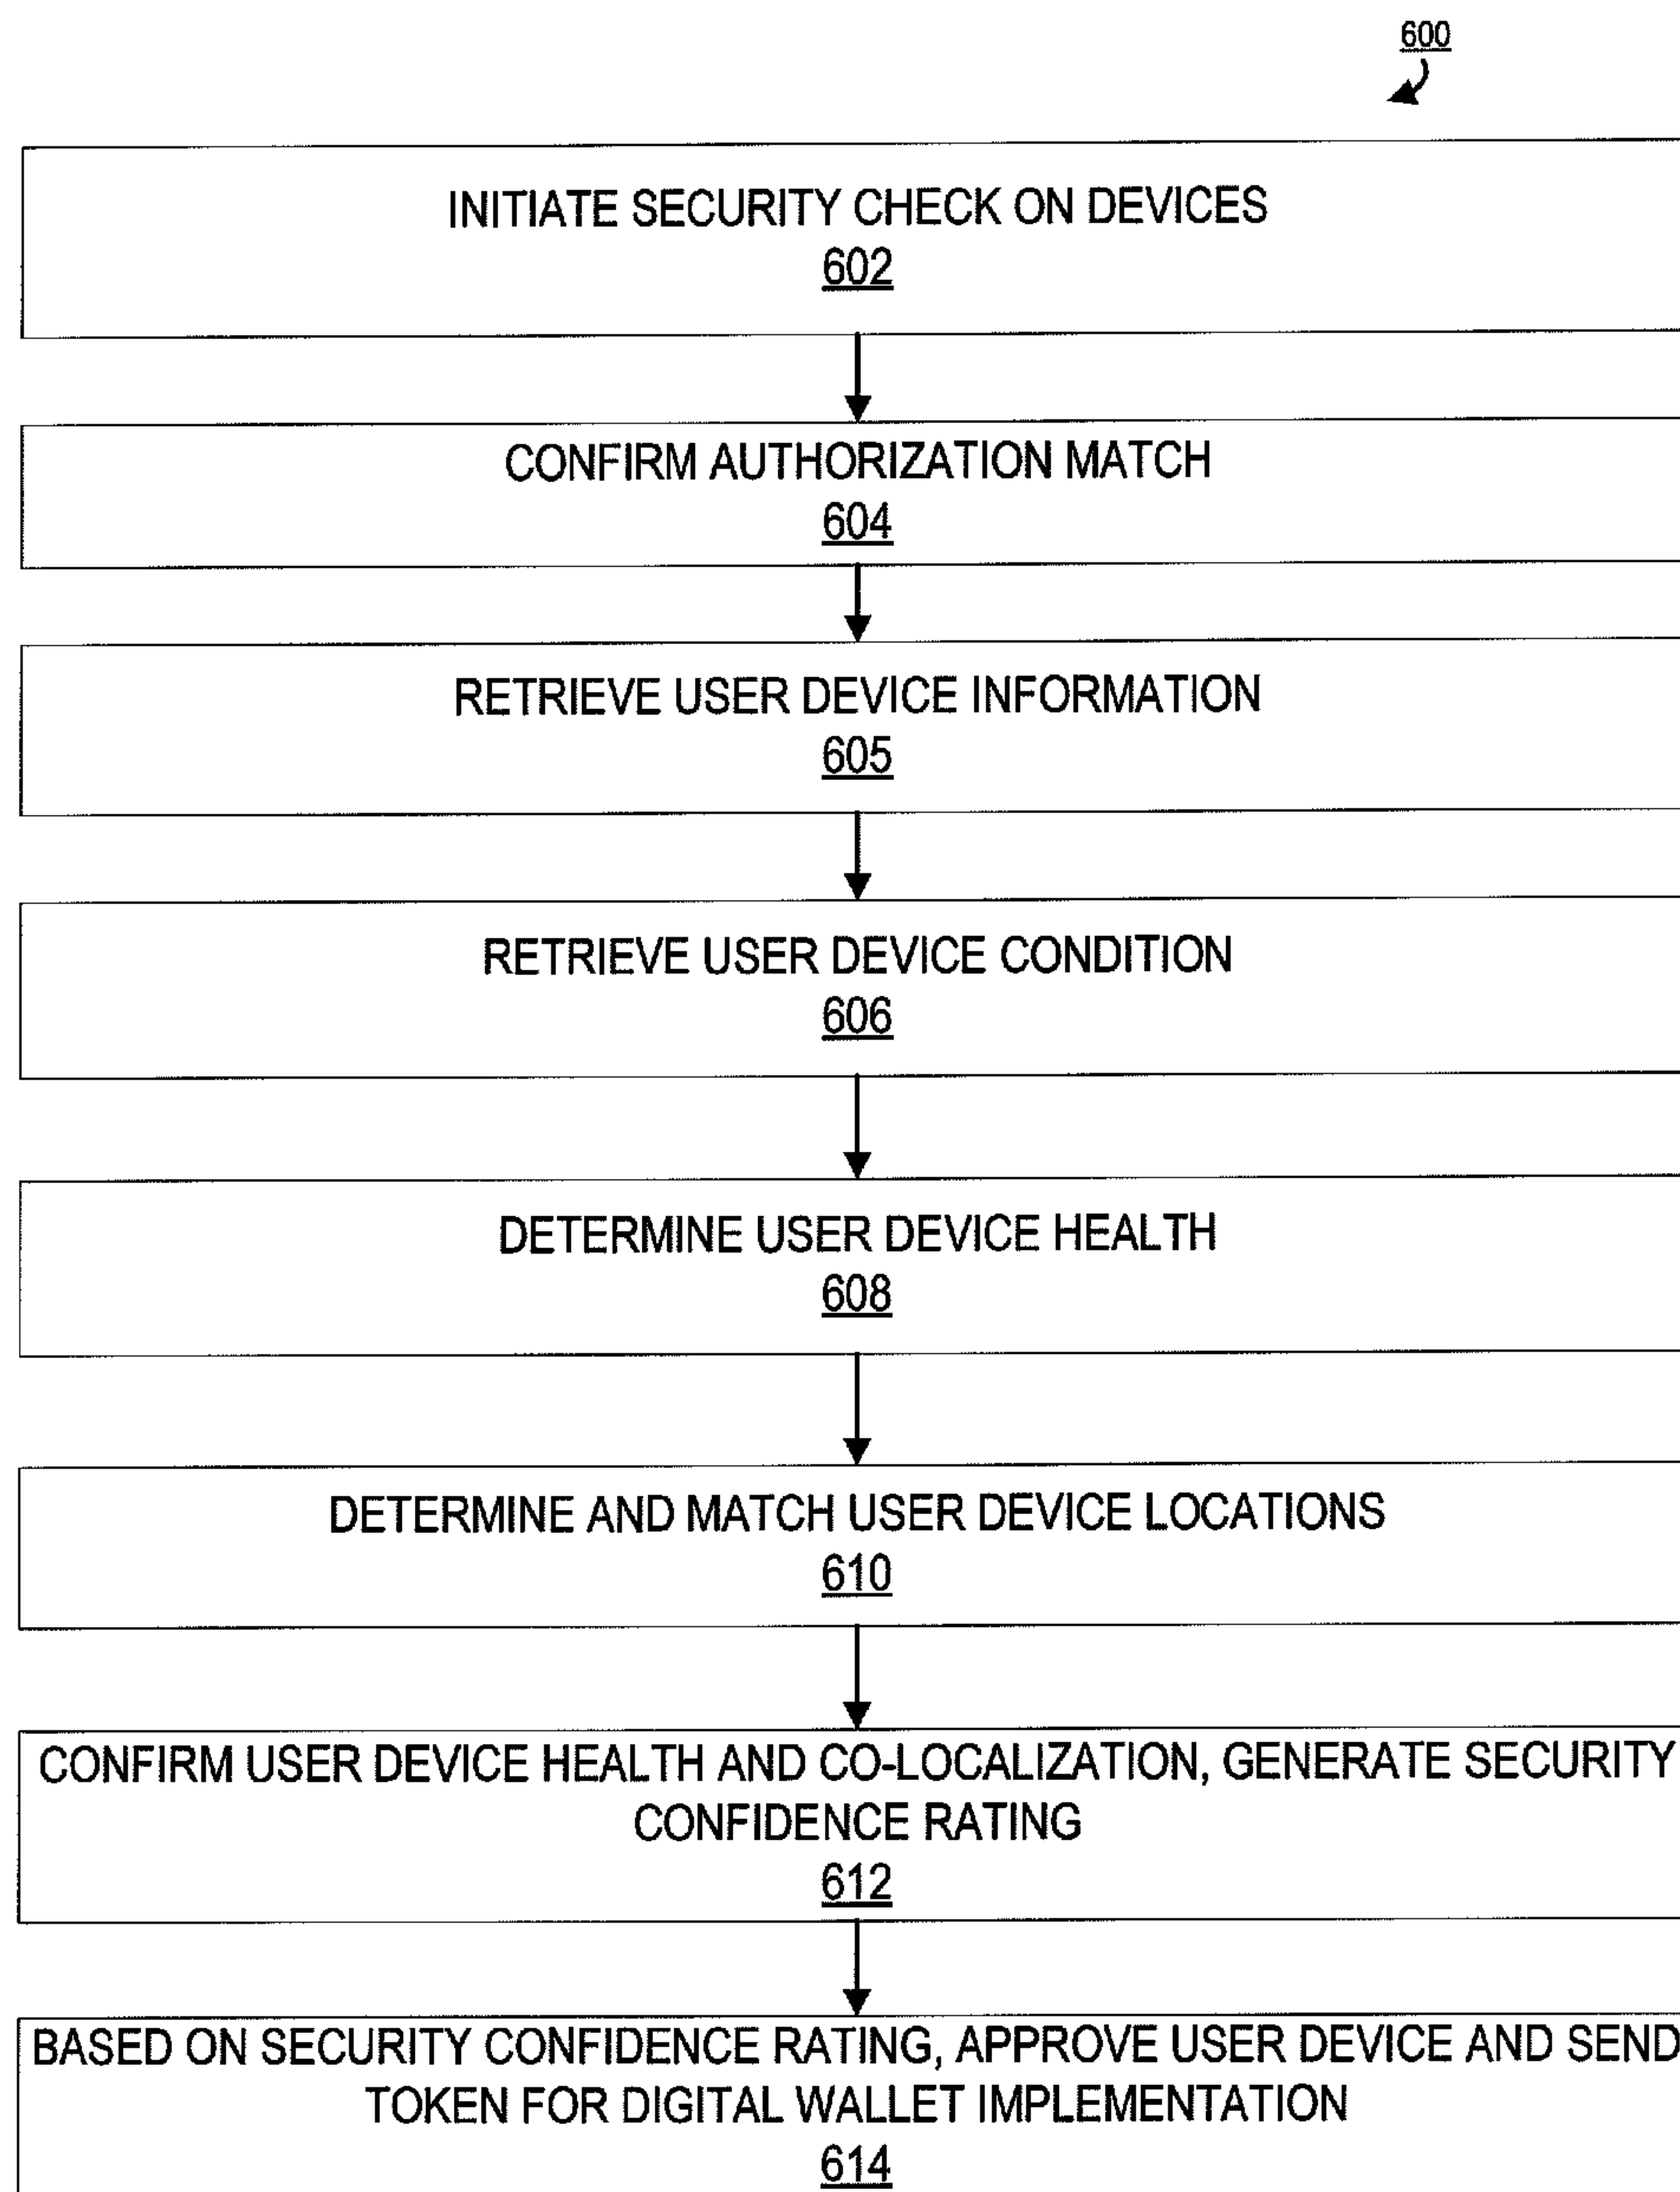 600
INITIATE SECURITY CHECK ON DEVICES
602
CONFIRM AUTHORIZATION MATCH
604
RETRIEVE USER DEVICE INFORMATION
605
RETRIEVE USER DEVICE CONDITION
606
DETERMINE USER DEVICE HEALTH
608
DETERMINE AND MATCH USER DEVICE LOCATIONS
610
CONFIRM USER DEVICE HEALTH AND CO-LOCALIZATION, GENERATE SECURITY
CONFIDENCE RATING
612
BASED ON SECURITY CONFIDENCE RATING, APPROVE USER DEVICE AND SEND
TOKEN FOR DIGITAL WALLET IMPLEMENTATION
614